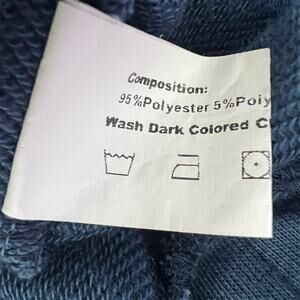 Composition:
95%Polyester 5%Poly
Wash Dark Colored